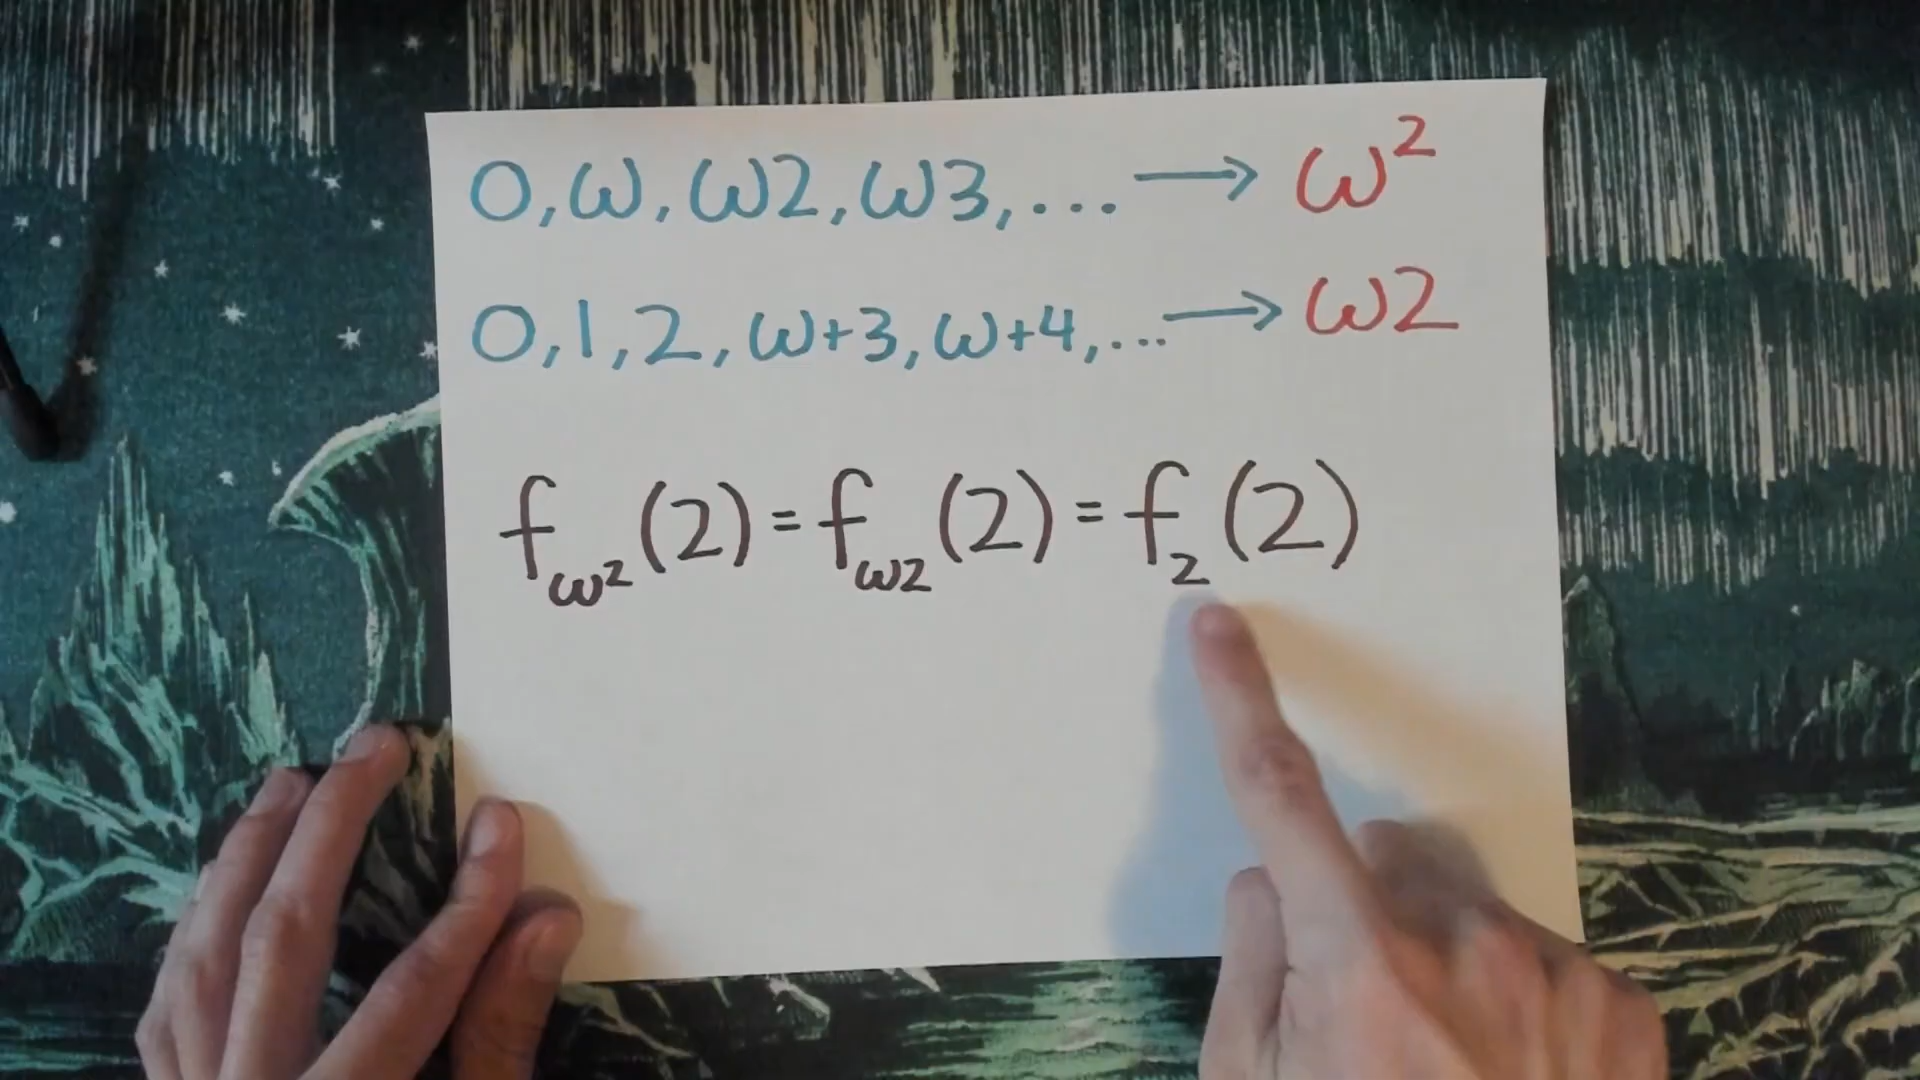 0, ω, ω2, ω3, ... → ω²
0, 1, 2, ω+3, ω+4, ... → ω2
f_ω²(2) = f_ω2(2) = f_2(2)